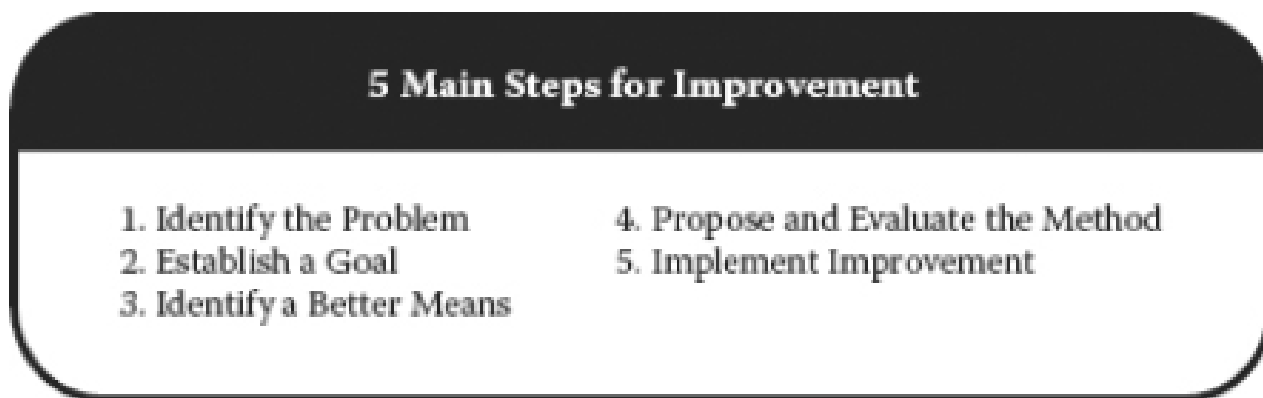 5 Main Steps for Improvement
1. Identify the Problem
2. Establish a Goal
3. Identify a Better Means
4. Propose and Evaluate the Method
5. Implement Improvement